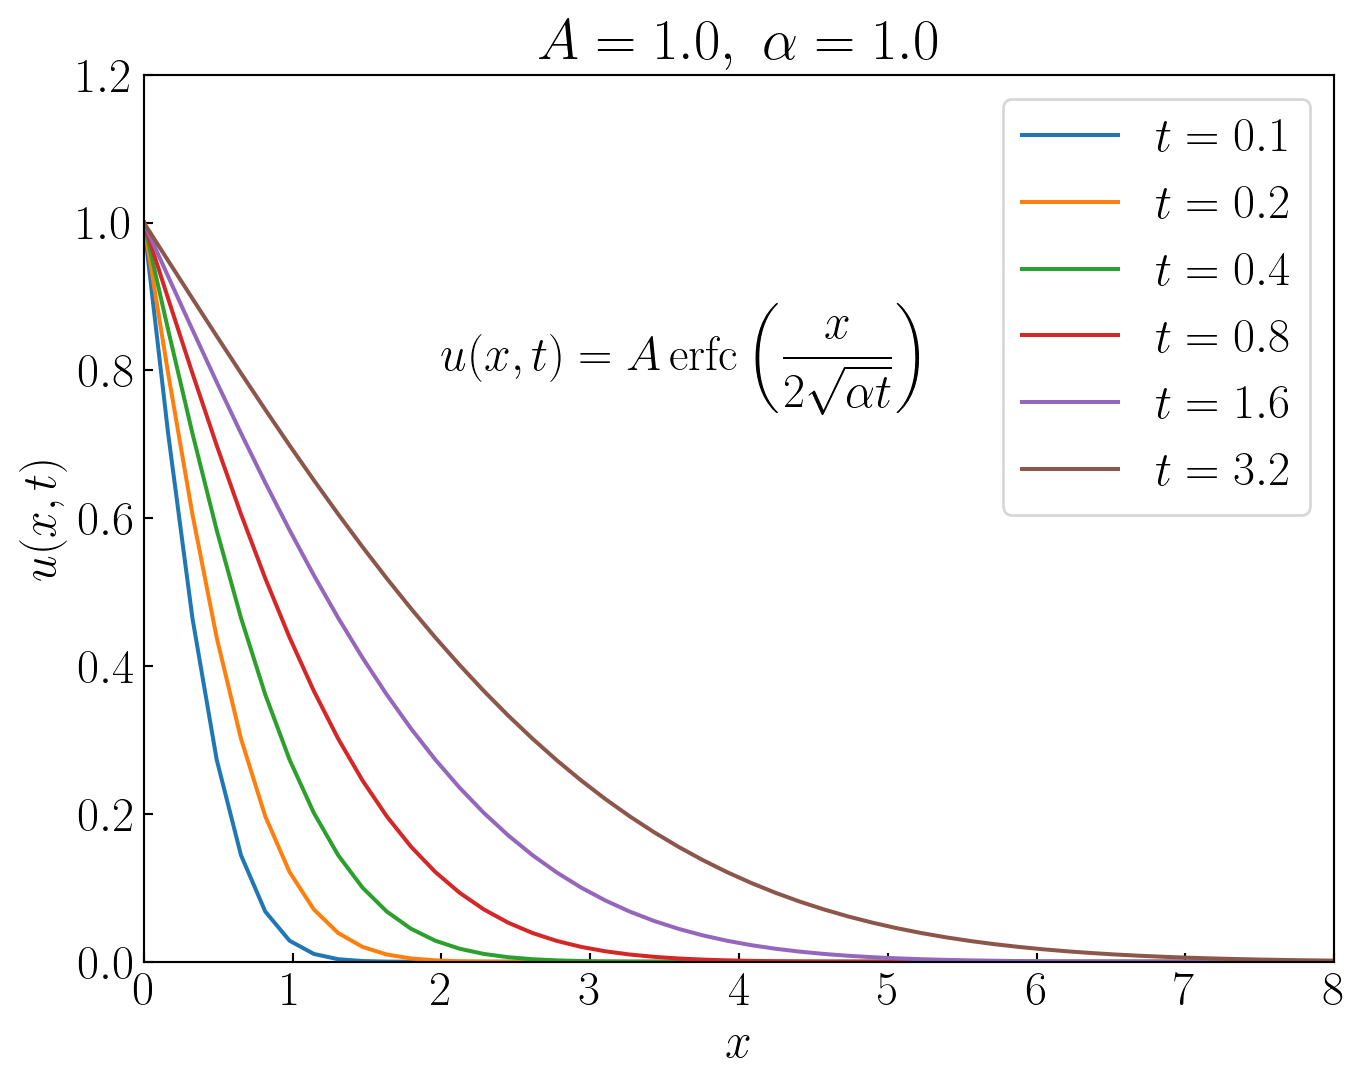 A = 1.0, α = 1.0
1.2
1.0
0.8
0.6
0.4
0.2
0.0
u(x, t)
u(x, t) = A erfc (x / 2√αt)
t = 0.1
t = 0.2
t = 0.4
t = 0.8
t = 1.6
t = 3.2
0 1 2 3 4 5 6 7 8
x